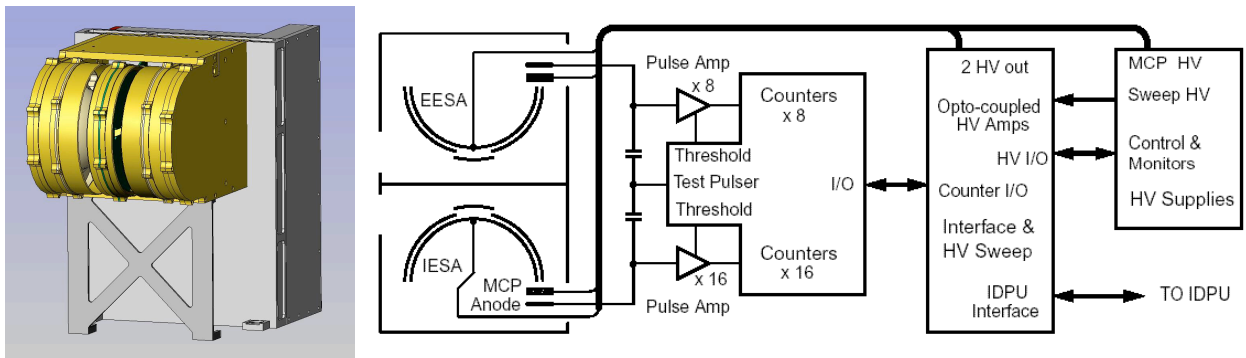 EESA
IESA
MCP
Anode
Pulse Amp
x 8
Counters
x 8
Threshold
Test Pulser
Threshold
I/O
Counters
x 16
x 16
Pulse Amp
2 HV out
Opto-coupled
HV Amps
HV I/O
Counter I/O
Interface &
HV Sweep
IDPU
Interface
MCP HV
Sweep HV
Control &
Monitors
HV Supplies
TO IDPU